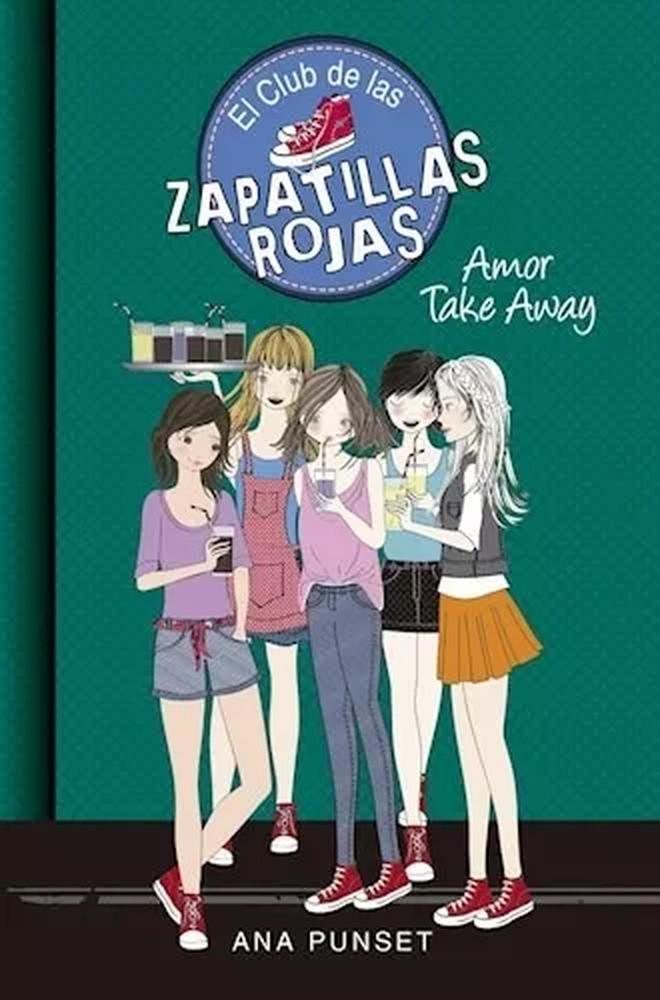 El Club de las
ZAPATILLAS
ROJAS
Amor
Take Away
ANA PUNSET